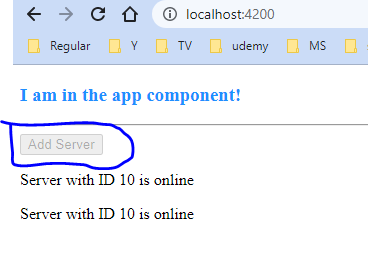 localhost:4200
Regular Y TV udemy MS
I am in the app component!
Add Server
Server with ID 10 is online
Server with ID 10 is online